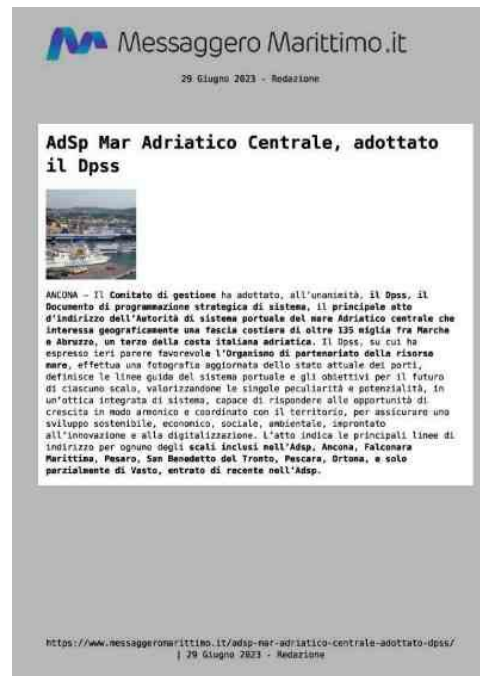 Messaggero Marittimo.it
29 Giugno 2023 - Redazione
AdSp Mar Adriatico Centrale, adottato
il Dpss
ANCONA – Il Comitato di gestione ha adottato, all'unanimità, il Dpss, il
Documento di programmazione strategica di sistema, il principale atto
d'indirizzo dell'Autorità di sistema portuale del mare Adriatico centrale che
interessa geograficamente una fascia costiera di oltre 135 miglia fra Marche
e Abruzzo, un terzo della costa italiana adriatica. Il Dpss, su cui ha
espresso ieri parere favorevole l'Organismo di partenariato della risorsa
mare, effettua una fotografia aggiornata dello stato attuale dei porti,
definisce le linee guida del sistema portuale e gli obiettivi per il futuro
di ciascuno scalo, valorizzandone le singole peculiarità e potenzialità, in
un'ottica integrata di sistema, capace di rispondere alle opportunità di
crescita in modo armonico e coordinato con il territorio, per assicurare uno
sviluppo sostenibile, economico, sociale, ambientale, improntato
all'innovazione e alla digitalizzazione. L'atto indica le principali linee di
indirizzo per ognuno degli scali inclusi nell'Adsp, Ancona, Falconara
Marittima, Pesaro, San Benedetto del Tronto, Pescara, Ortona, e solo
parzialmente di Vasto, entrato di recente nell'Adsp.
https://www.messaggeromarittimo.it/adsp-mar-adriatico-centrale-adottato-dpss/
| 29 Giugno 2023 - Redazione